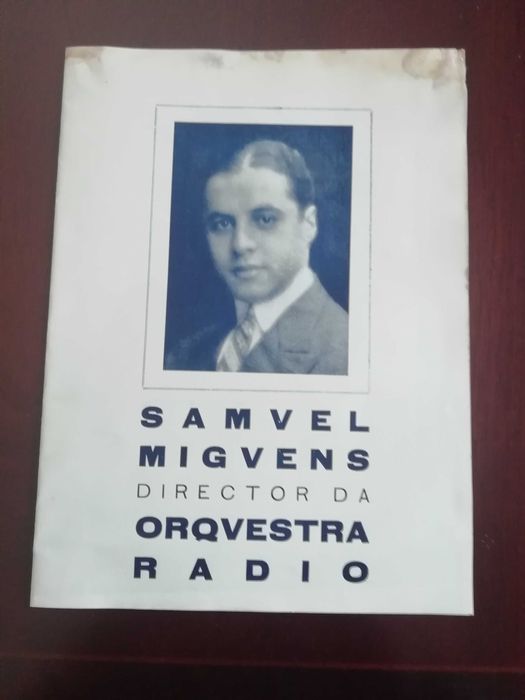 SAMVEL
MIGVENS
DIRECTOR DA
ORQVESTRA
RADIO